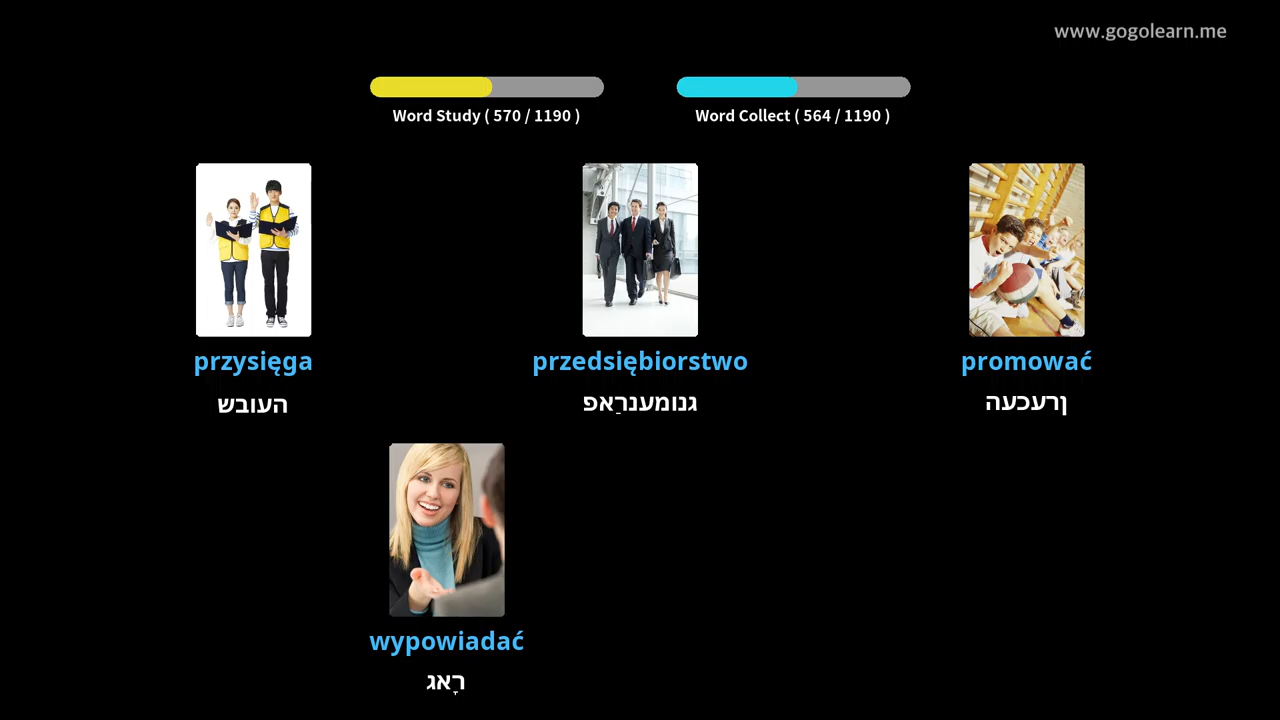 www.gogolearn.me
Word Study ( 570 / 1190 )
Word Collect ( 564 / 1190 )
przysięga
העובש
przedsiębiorstwo
גנומענרַאפ
promować
ןרעכעה
wypowiadać
רָאג